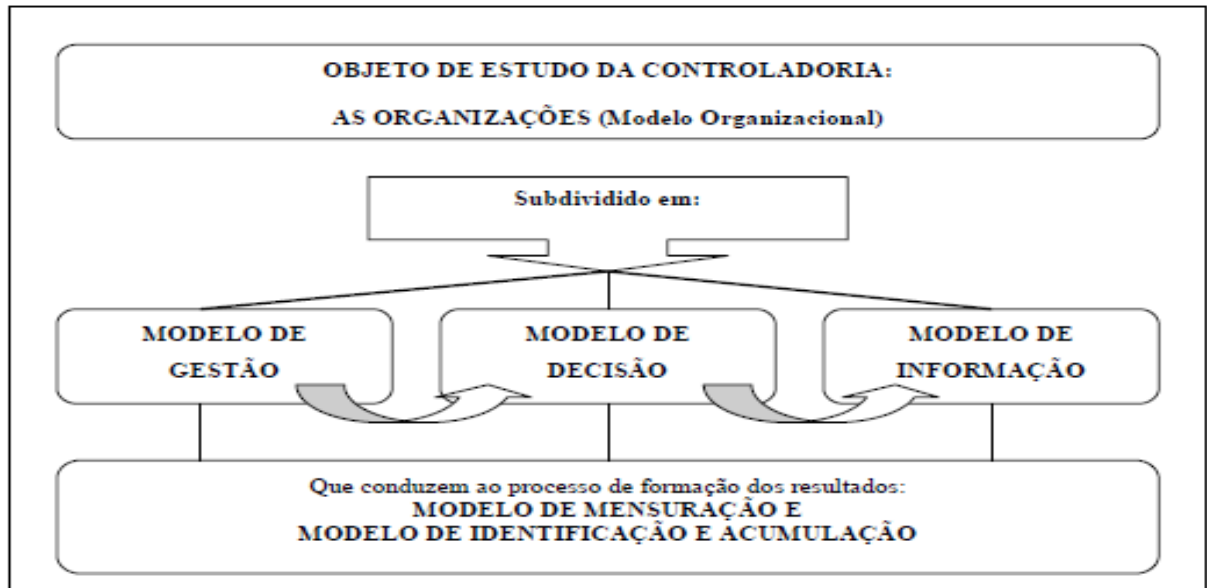 OBJETO DE ESTUDO DA CONTROLADORIA:
AS ORGANIZAÇÕES (Modelo Organizacional)
Subdividido em:
MODELO DE
GESTÃO
MODELO DE
DECISÃO
MODELO DE
INFORMAÇÃO
Que conduzem ao processo de formação dos resultados:
MODELO DE MENSURAÇÃO E
MODELO DE IDENTIFICAÇÃO E ACUMULAÇÃO